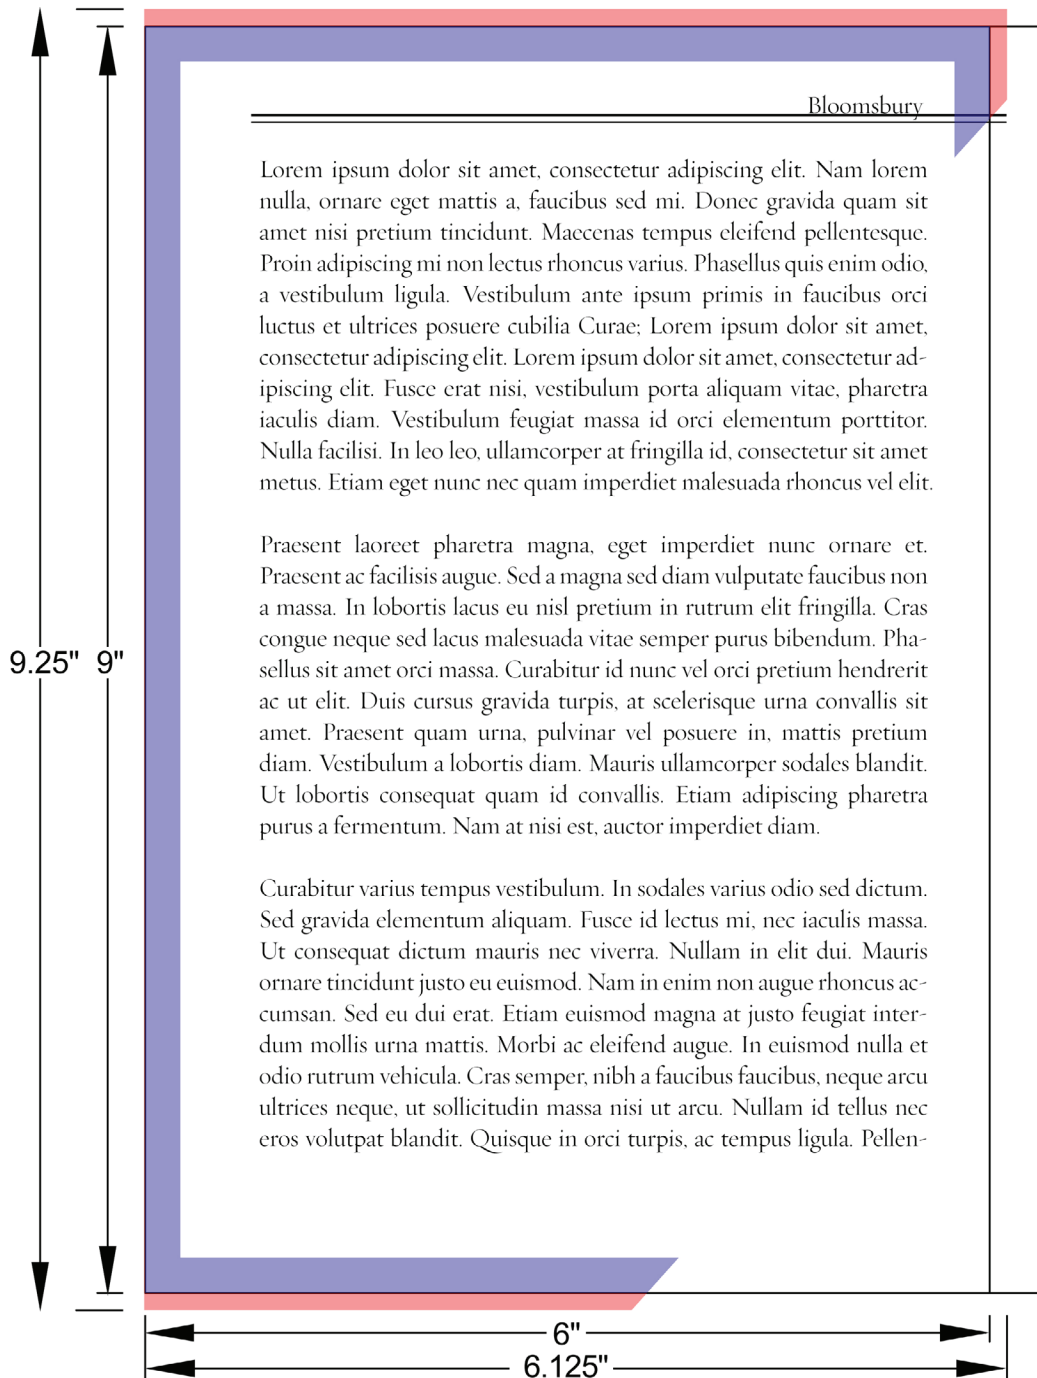 Bloomsbury
Lorem ipsum dolor sit amet, consectetur adipiscing elit. Nam lorem
nulla, ornare eget mattis a, faucibus sed mi. Donec gravida quam sit
amet nisi pretium tincidunt. Maecenas tempus eleifend pellentesque.
Proin adipiscing mi non lectus rhoncus varius. Phasellus quis enim odio,
a vestibulum ligula. Vestibulum ante ipsum primis in faucibus orci
luctus et ultrices posuere cubilia Curae; Lorem ipsum dolor sit amet,
consectetur adipiscing elit. Lorem ipsum dolor sit amet, consectetur ad-
ipiscing elit. Fusce erat nisi, vestibulum porta aliquam vitae, pharetra
iaculis diam. Vestibulum feugiat massa id orci elementum porttitor.
Nulla facilisi. In leo leo, ullamcorper at fringilla id, consectetur sit amet
metus. Etiam eget nunc nec quam imperdiet malesuada rhoncus vel elit.
Praesent laoreet pharetra magna, eget imperdiet nunc ornare et.
Praesent ac facilisis augue. Sed a magna sed diam vulputate faucibus non
a massa. In lobortis lacus eu nisl pretium in rutrum elit fringilla. Cras
congue neque sed lacus malesuada vitae semper purus bibendum. Pha-
sellus sit amet orci massa. Curabitur id nunc vel orci pretium hendrerit
ac ut elit. Duis cursus gravida turpis, at scelerisque urna convallis sit
amet. Praesent quam urna, pulvinar vel posuere in, mattis pretium
diam. Vestibulum a lobortis diam. Mauris ullamcorper sodales blandit.
Ut lobortis consequat quam id convallis. Etiam adipiscing pharetra
purus a fermentum. Nam at nisi est, auctor imperdiet diam.
Curabitur varius tempus vestibulum. In sodales varius odio sed dictum.
Sed gravida elementum aliquam. Fusce id lectus mi, nec iaculis massa.
Ut consequat dictum mauris nec viverra. Nullam in elit dui. Mauris
ornare tincidunt justo eu euismod. Nam in enim non augue rhoncus ac-
cumsan. Sed eu dui erat. Etiam euismod magna at justo feugiat inter-
dum mollis urna mattis. Morbi ac eleifend augue. In euismod nulla et
odio rutrum vehicula. Cras semper, nibh a faucibus faucibus, neque arcu
ultrices neque, ut sollicitudin massa nisi ut arcu. Nullam id tellus nec
eros volutpat blandit. Quisque in orci turpis, ac tempus ligula. Pellen-
9.25" 9"
6"
6.125"